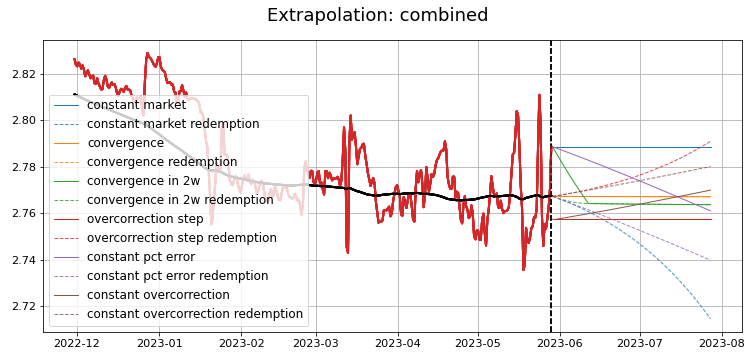 Extrapolation: combined
2.82
2.80
2.78
2.76
2.74
2.72
constant market
constant market redemption
convergence
convergence redemption
convergence in 2w
convergence in 2w redemption
overcorrection step
overcorrection step redemption
constant pct error
constant pct error redemption
constant overcorrection
constant overcorrection redemption
2022-12 2023-01 2023-02 2023-03 2023-04 2023-05 2023-06 2023-07 2023-08